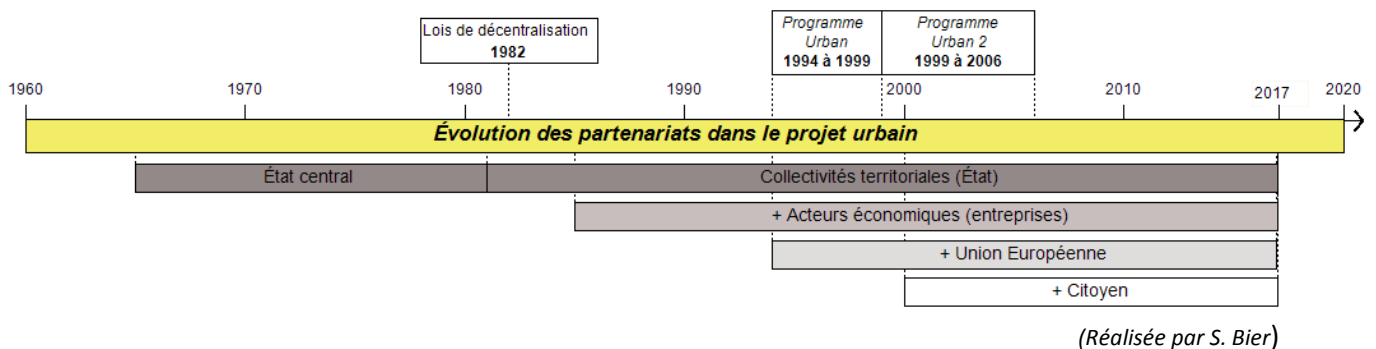 Lois de décentralisation
1982
Programme
Urban
1994 à 1999
Programme
Urban 2
1999 à 2006
1960 1970 1980 1990 2000 2010 2017 2020
Évolution des partenariats dans le projet urbain
État central Collectivités territoriales (État)
+ Acteurs économiques (entreprises)
+ Union Européenne
+ Citoyen
(Réalisée par S. Bier)